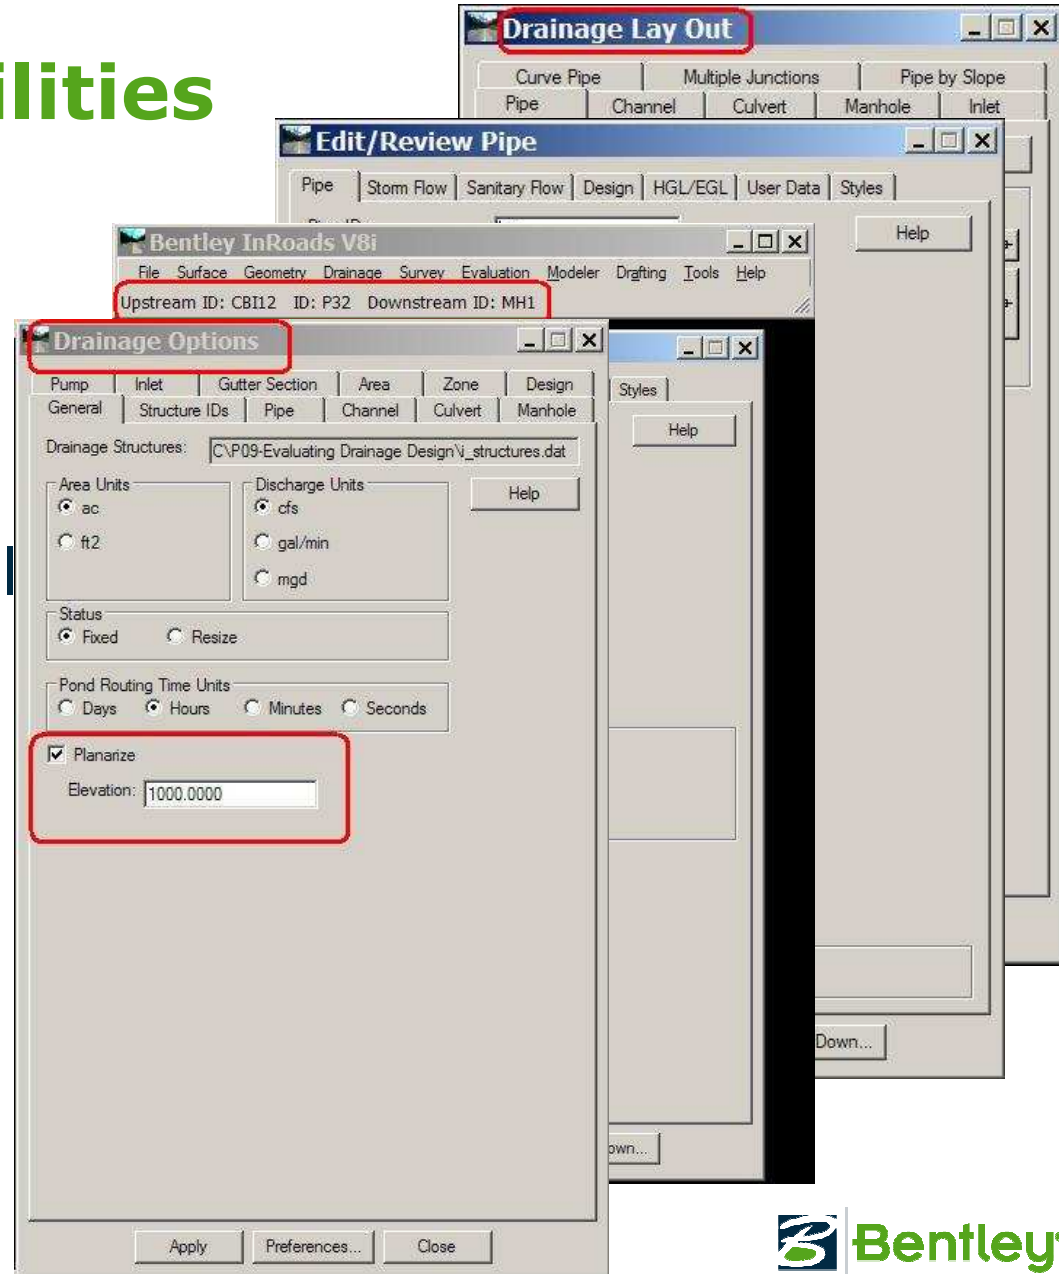 Drainage Lay Out
ilities
Curve Pipe Multiple Junctions Pipe by Slope
Pipe Channel Culvert Manhole Inlet
Edit/Review Pipe
Pipe Storm Flow Sanitary Flow Design HGL/EGL User Data Styles
Help
Bentley InRoads V8i
File Surface Geometry Drainage Survey Evaluation Modeler Drafting Tools Help
Upstream ID: CBI12 ID: P32 Downstream ID: MH1
Drainage Options
Pump Inlet Gutter Section Area Zone Design
General Structure IDs Pipe Channel Culvert Manhole
Styles
Help
Drainage Structures: C\P09-Evaluating Drainage Design\i_structures.dat
Area Units
ac
ft2
Discharge Units
cfs
gal/min
mgd
Help
Status
Fixed Resize
Pond Routing Time Units
Days Hours Minutes Seconds
Planarize
Elevation: 1000.0000
Down...
own...
Apply Preferences... Close
Bentley